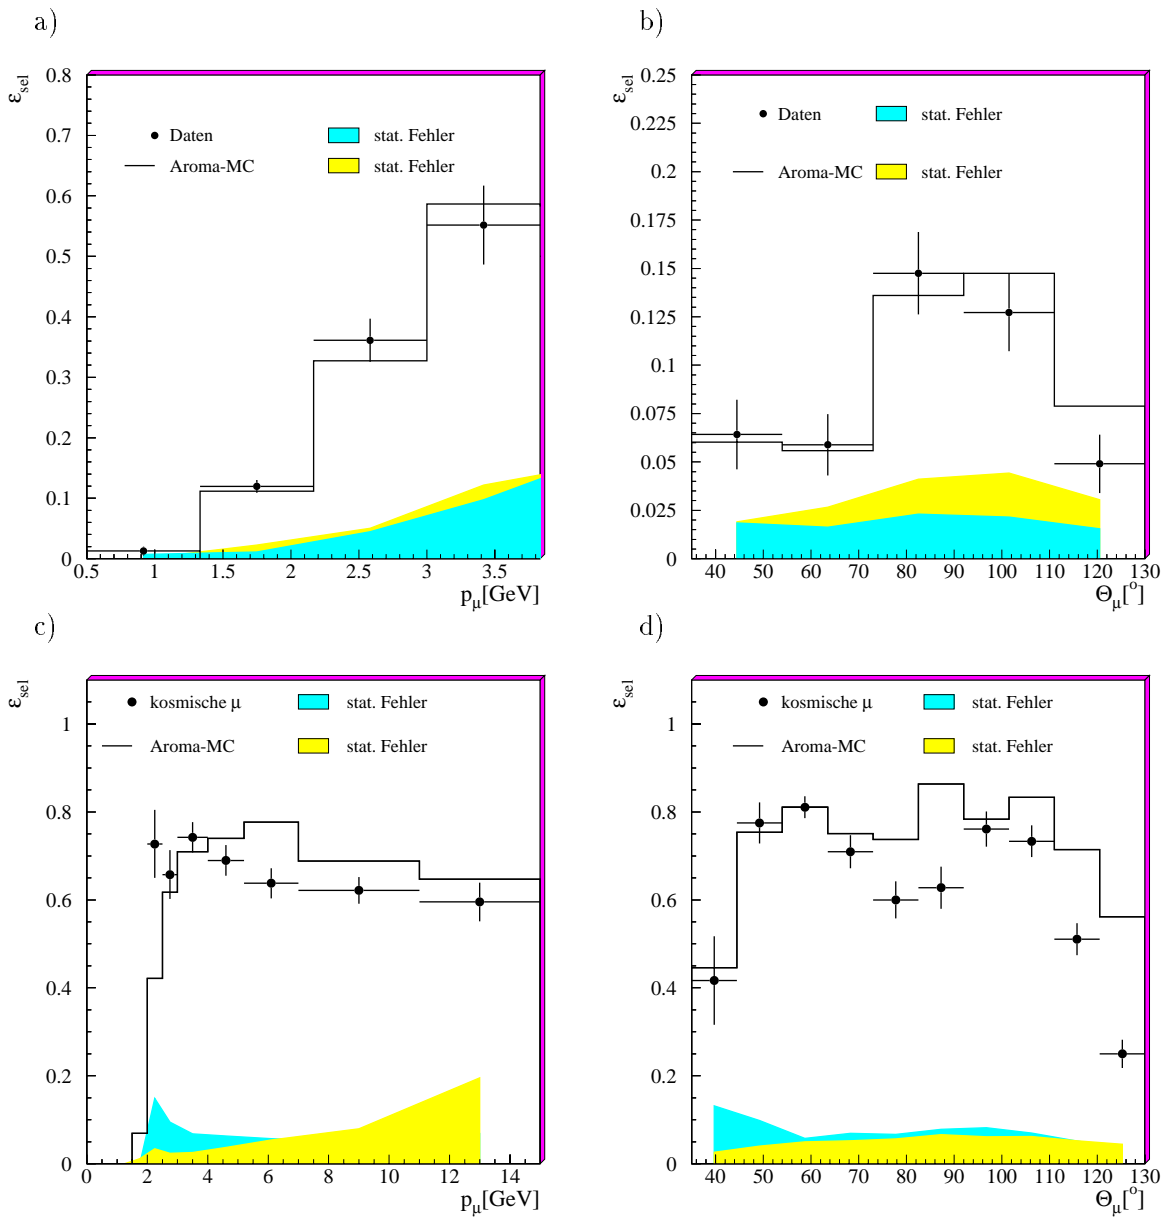 a)
ε_sel
0.8
0.7
0.6
0.5
0.4
0.3
0.2
0.1
0
Daten
stat. Fehler
Aroma-MC
stat. Fehler
0.5 1 1.5 2 2.5 3 3.5
p_μ[GeV]
b)
ε_sel
0.25
0.225
0.2
0.175
0.15
0.125
0.1
0.075
0.05
0.025
0
Daten
stat. Fehler
Aroma-MC
stat. Fehler
40 50 60 70 80 90 100 110 120 130
Θ_μ[°]
c)
ε_sel
1
0.8
0.6
0.4
0.2
0
kosmische μ
stat. Fehler
Aroma-MC
stat. Fehler
0 2 4 6 8 10 12 14
p_μ[GeV]
d)
ε_sel
1
0.8
0.6
0.4
0.2
0
kosmische μ
stat. Fehler
Aroma-MC
stat. Fehler
40 50 60 70 80 90 100 110 120 130
Θ_μ[°]